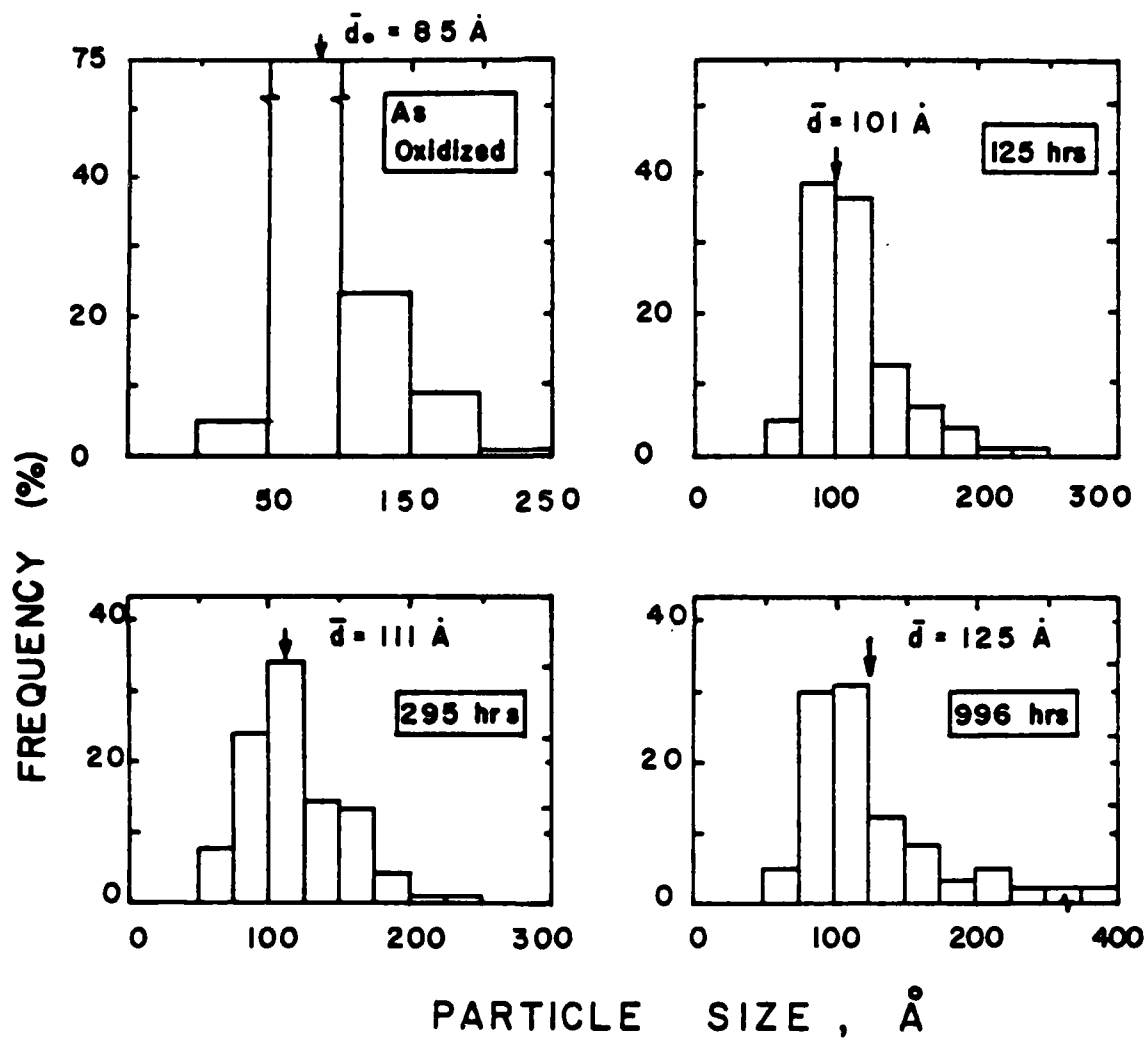 d̄₀ = 85 Å
75
40
20
0
As
Oxidized
50 150 250
d̄ = 101 Å
40
20
0
125 hrs
0 100 200 300
40
20
0
d̄ = 111 Å
295 hrs
0 100 200 300
40
20
0
d̄ = 125 Å
996 hrs
0 100 200 400
FREQUENCY (%)
PARTICLE SIZE, Å